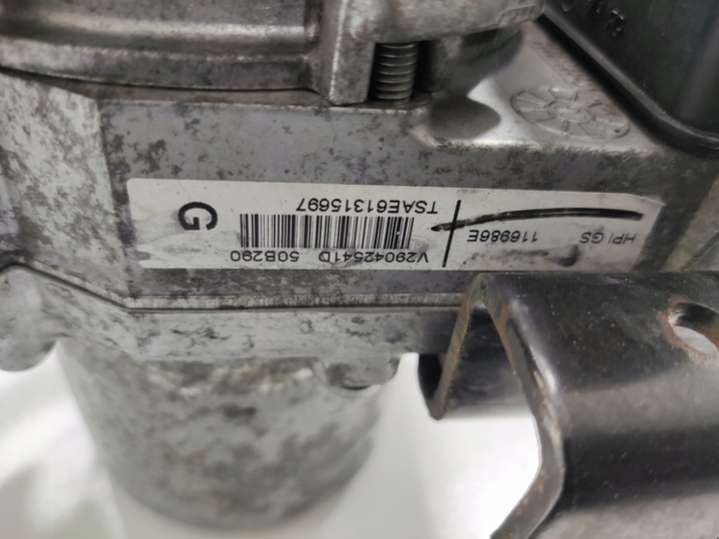 HPI GS
116986E
V29042541D 50B290
TSAE61315697
G